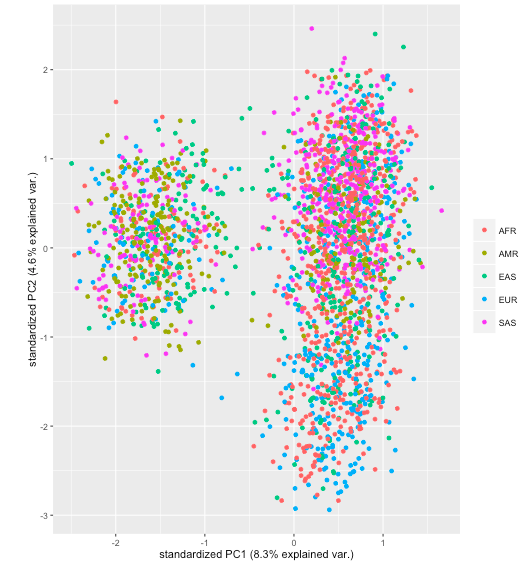 2
1
0
-1
-2
-3
-2
-1
0
1
standardized PC1 (8.3% explained var.)
standardized PC2 (4.6% explained var.)
AFR
AMR
EAS
EUR
SAS